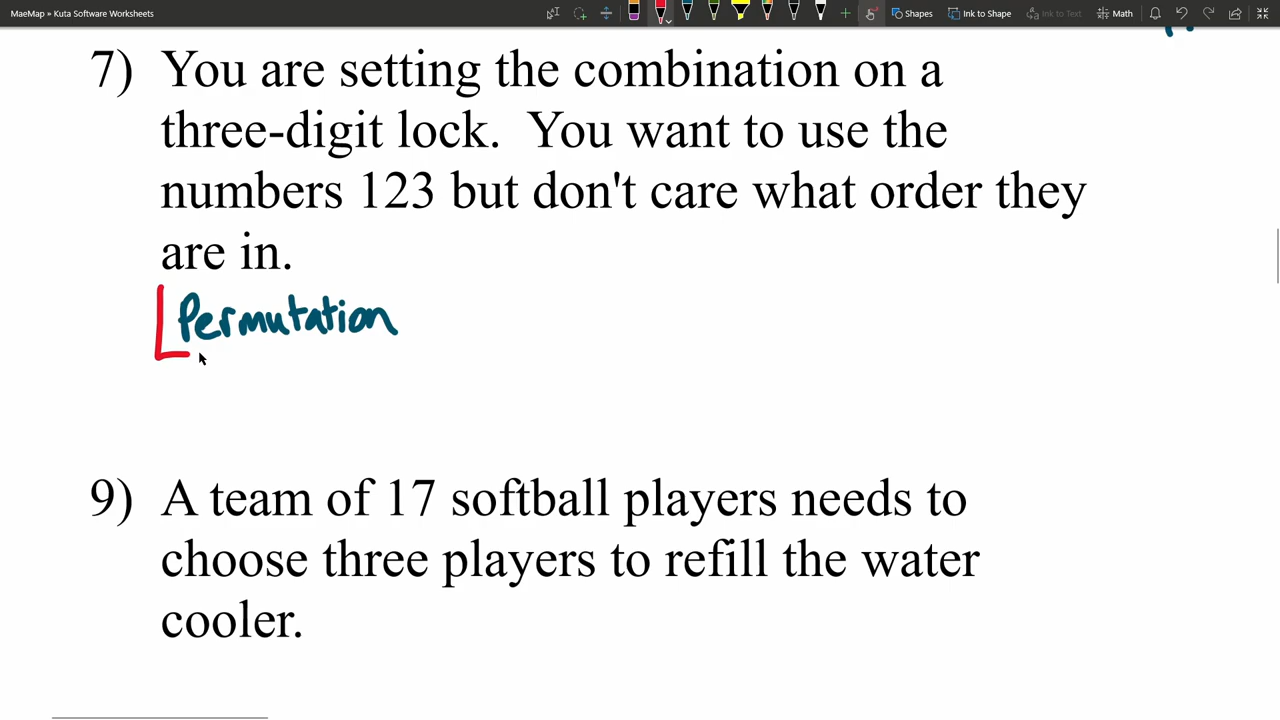 MaeMap » Kuta Software Worksheets
Shapes
Ink to Shape
Ink to Text
Math
7) You are setting the combination on a
three-digit lock. You want to use the
numbers 123 but don't care what order they
are in.
Permutation
9) A team of 17 softball players needs to
choose three players to refill the water
cooler.